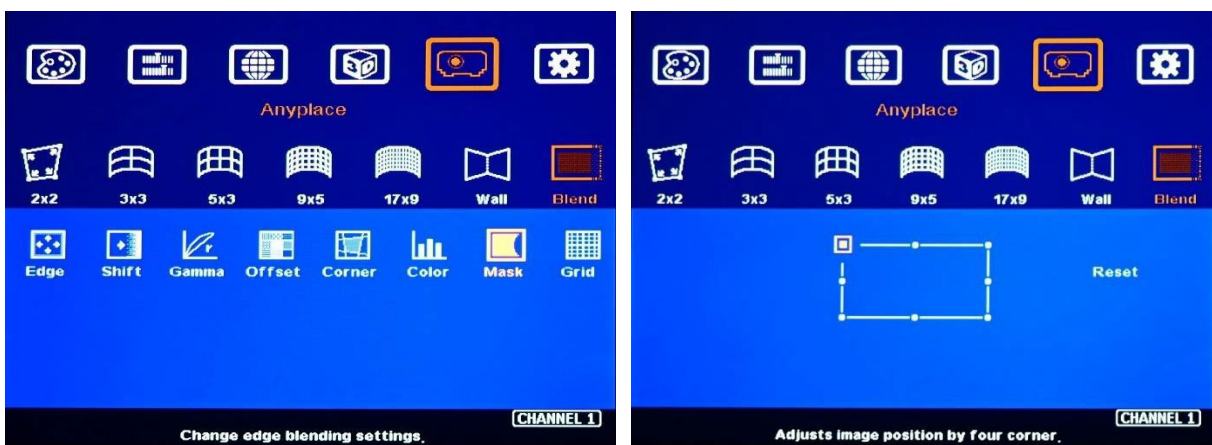 3D
Anyplace
2x2 3x3 5x3 9x5 17x9 Wall Blend
Edge Shift Gamma Offset Corner Color Mask Grid
CHANNEL 1
Change edge blending settings.
3D
Anyplace
2x2 3x3 5x3 9x5 17x9 Wall Blend
Reset
CHANNEL 1
Adjusts image position by four corner.